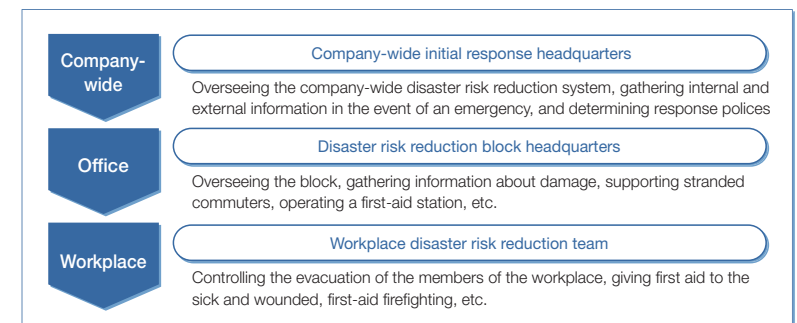 Company-
wide
Company-wide initial response headquarters
Overseeing the company-wide disaster risk reduction system, gathering internal and
external information in the event of an emergency, and determining response polices
Office
Disaster risk reduction block headquarters
Overseeing the block, gathering information about damage, supporting stranded
commuters, operating a first-aid station, etc.
Workplace
Workplace disaster risk reduction team
Controlling the evacuation of the members of the workplace, giving first aid to the
sick and wounded, first-aid firefighting, etc.